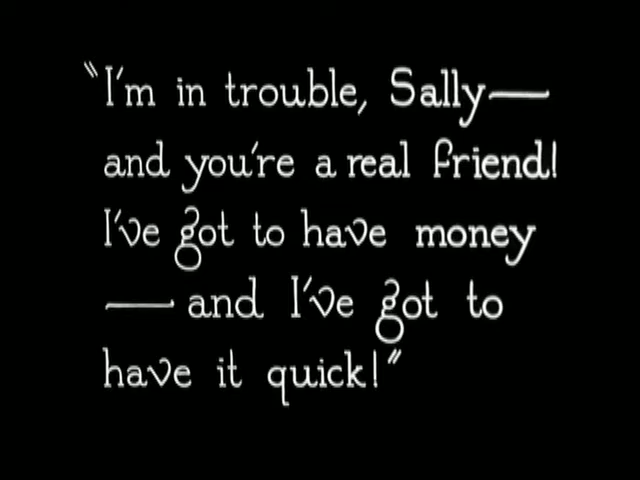 "I'm in trouble, Sally—
and you're a real friend!
I've got to have money
— and I've got to
have it quick!"